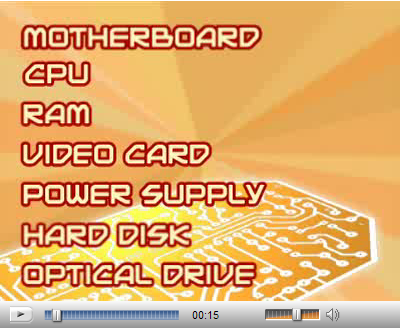 MOTHERBOARD
CPU
RAM
VIDEO CARD
POWER SUPPLY
HARD DISK
OPTICAL DRIVE
00:15